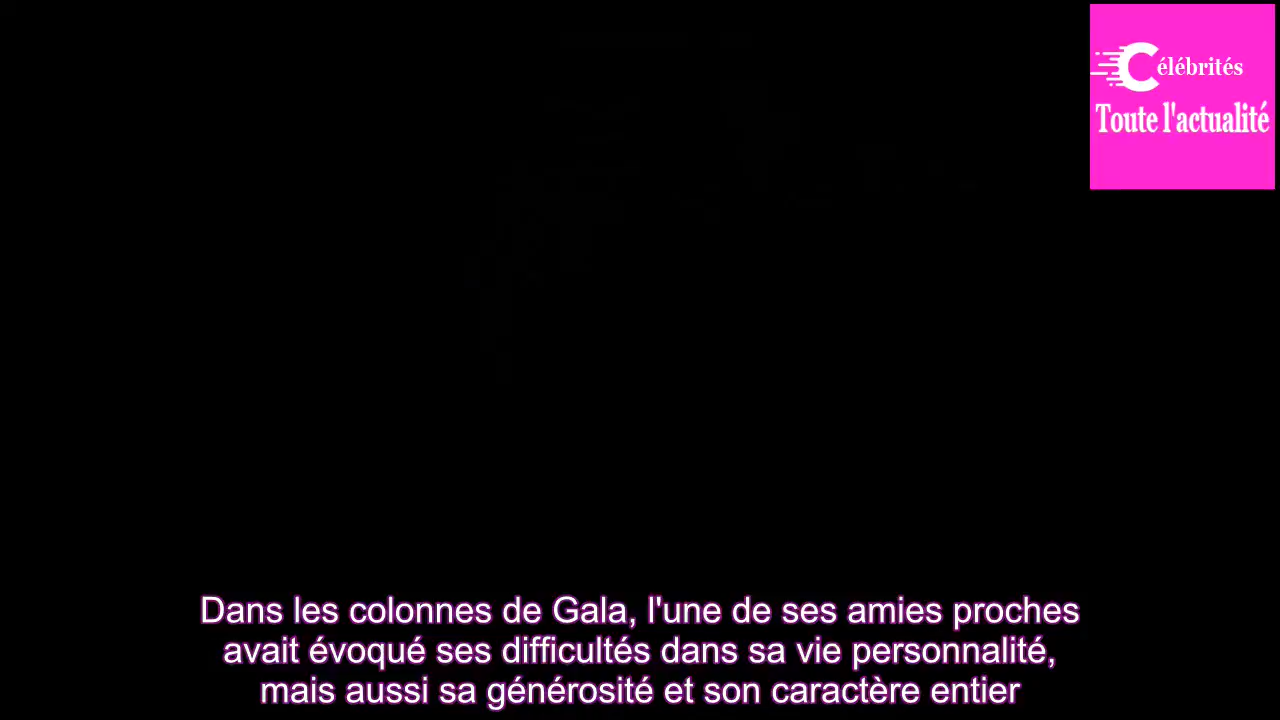 Célébrités
Toute l'actualité
Dans les colonnes de Gala, l'une de ses amies proches
avait évoqué ses difficultés dans sa vie personnalité,
mais aussi sa générosité et son caractère entier